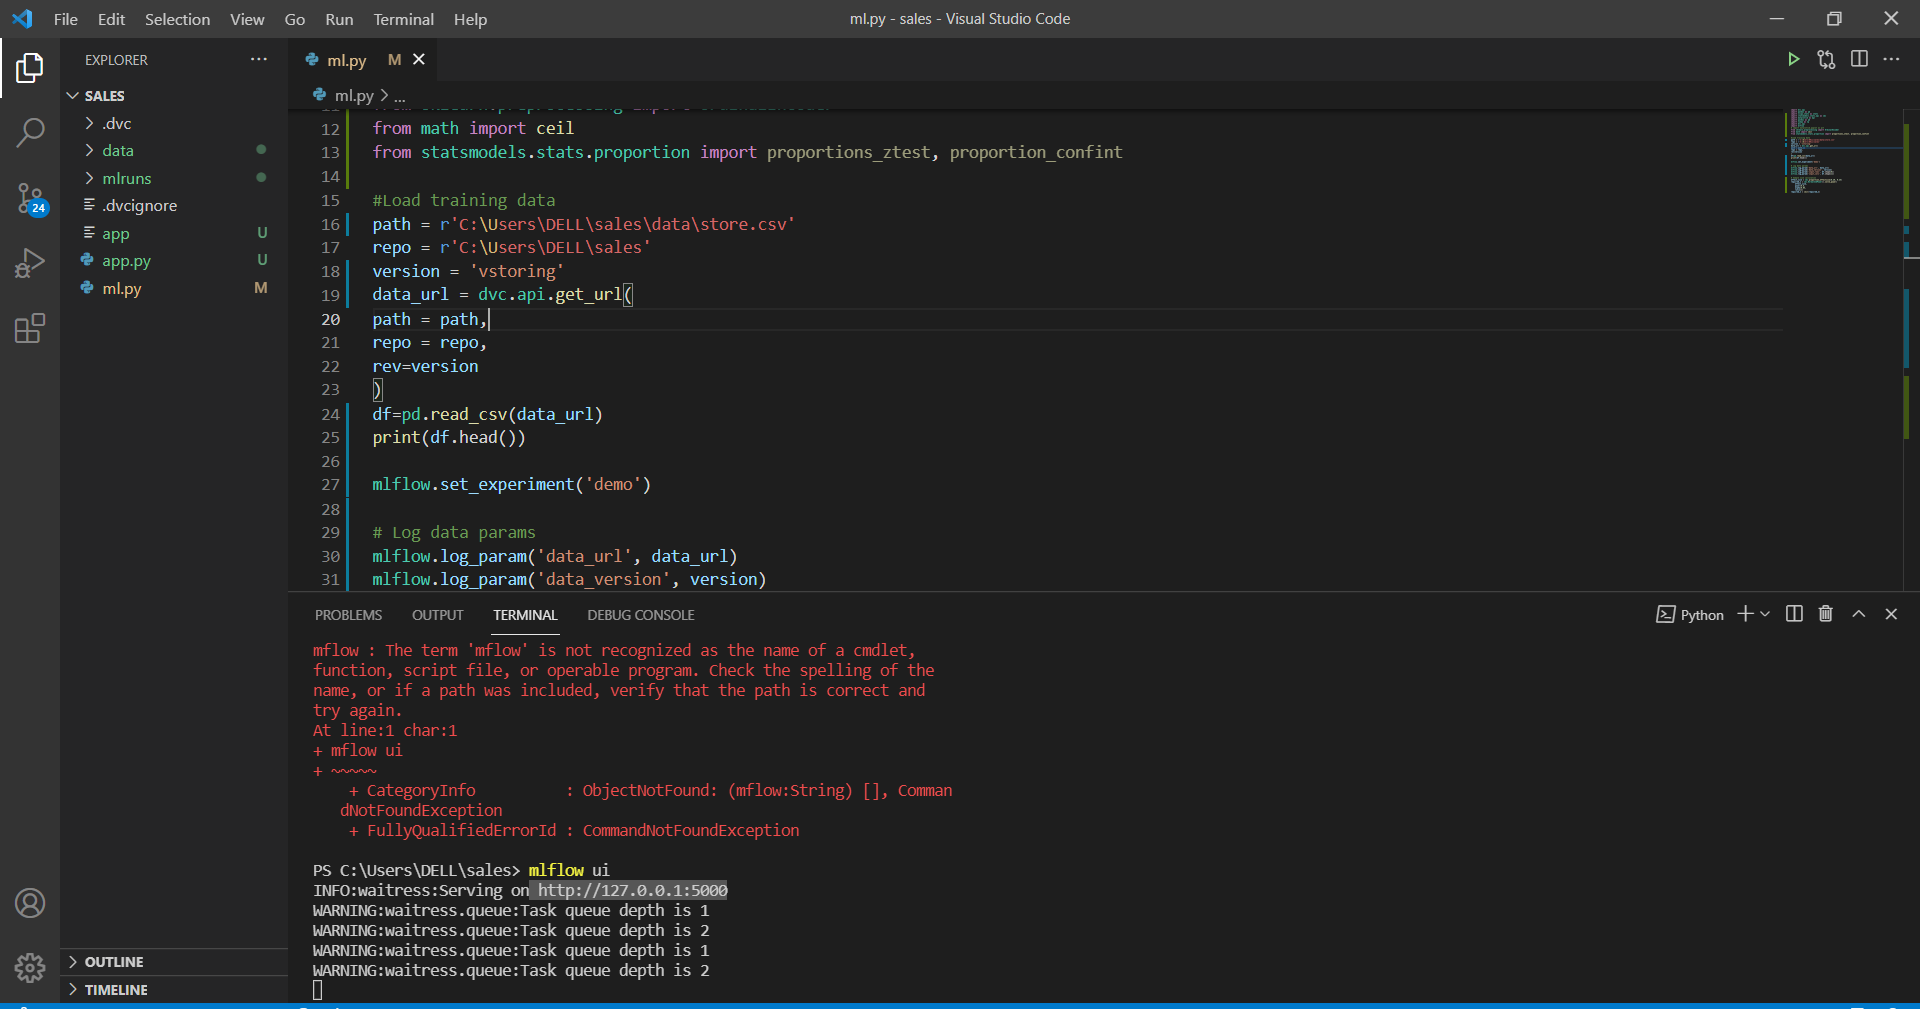 File Edit Selection View Go Run Terminal Help
ml.py - sales - Visual Studio Code
EXPLORER
SALES
.dvc
data
mlruns
.dvcignore
app U
app.py U
ml.py M
24
OUTLINE
TIMELINE
ml.py M
ml.py > ...
12 from math import ceil
13 from statsmodels.stats.proportion import proportions_ztest, proportion_confint
14
15 #Load training data
16 path = r'C:\Users\DELL\sales\data\store.csv'
17 repo = r'C:\Users\DELL\sales'
18 version = 'vstoring'
19 data_url = dvc.api.get_url(
20 path = path,
21 repo = repo,
22 rev=version
23 )
24 df=pd.read_csv(data_url)
25 print(df.head())
26
27 mlflow.set_experiment('demo')
28
29 # Log data params
30 mlflow.log_param('data_url', data_url)
31 mlflow.log_param('data_version', version)
PROBLEMS OUTPUT TERMINAL DEBUG CONSOLE
Python
mflow : The term 'mflow' is not recognized as the name of a cmdlet,
function, script file, or operable program. Check the spelling of the
name, or if a path was included, verify that the path is correct and
try again.
At line:1 char:1
+ mflow ui
+ ~~~~~
+ CategoryInfo : ObjectNotFound: (mflow:String) [], Comman
dNotFoundException
+ FullyQualifiedErrorId : CommandNotFoundException
PS C:\Users\DELL\sales> mlflow ui
INFO:waitress:Serving on http://127.0.0.1:5000
WARNING:waitress.queue:Task queue depth is 1
WARNING:waitress.queue:Task queue depth is 2
WARNING:waitress.queue:Task queue depth is 1
WARNING:waitress.queue:Task queue depth is 2